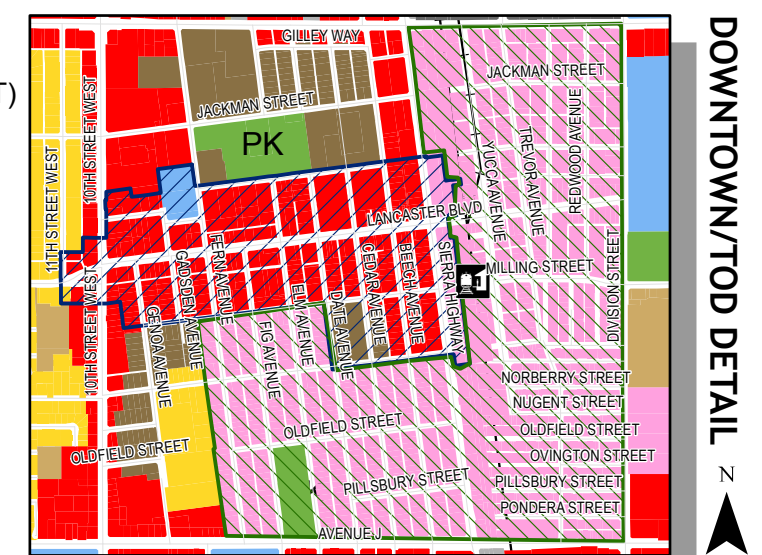 GILLEY WAY
JACKMAN STREET
T)
JACKMAN STREET
PK
10TH STREET WEST
11TH STREET WEST
YUCCA AVENUE
TREVOR AVENUE
REDWOOD AVENUE
LANCASTER BLVD
FERN AVENUE
GADSDEN AVENUE
CEDAR AVENUE
BEECH AVENUE
SIERRA HIGHWAY
MILLING STREET
DIVISION STREET
10TH STREET WEST
GENOA AVENUE
FIG AVENUE
ELM AVENUE
DATE AVENUE
NORBERRY STREET
NUGENT STREET
OLDFIELD STREET
OLDFIELD STREET
OLDFIELD STREET
OVINGTON STREET
PILLSBURY STREET
PILLSBURY STREET
PONDERA STREET
AVENUE J
DOWNTOWN/TOD DETAIL
N